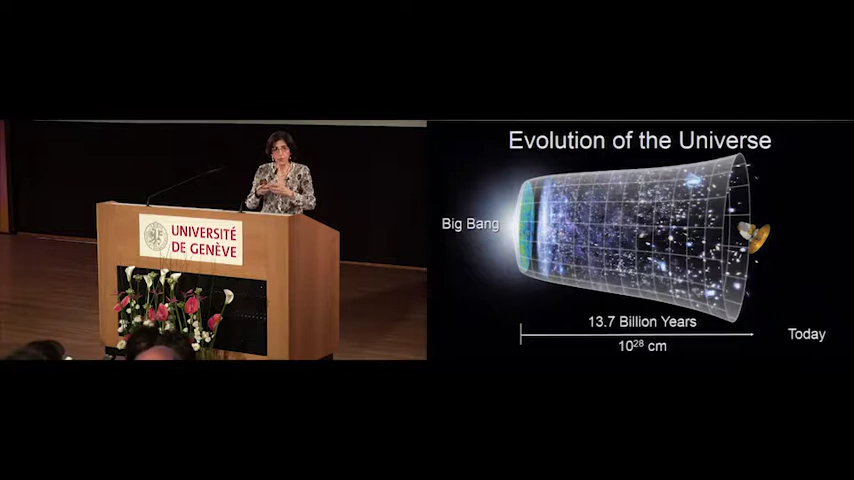 UNIVERSITÉ
DE GENÈVE
Evolution of the Universe
Big Bang
13.7 Billion Years
10²⁸ cm
Today